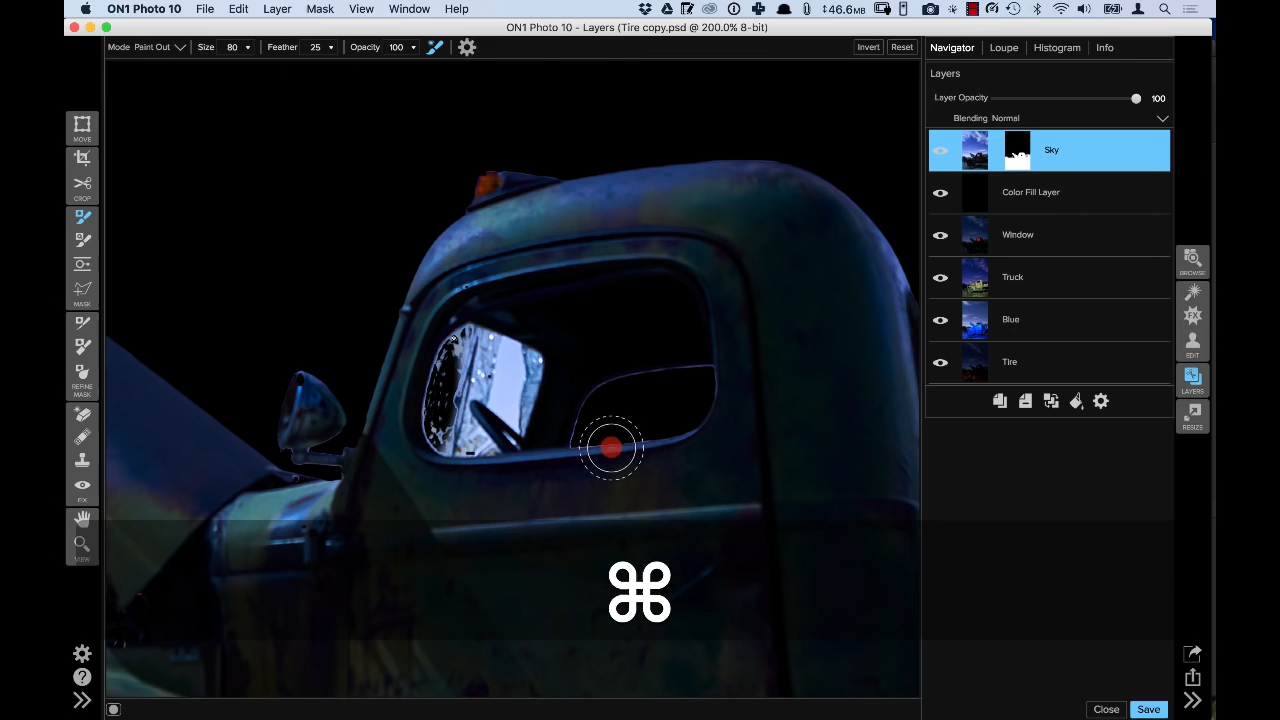 ON1 Photo 10 File Edit Layer Mask View Window Help
46.6MB
ON1 Photo 10 - Layers (Tire copy.psd @ 200.0% 8-bit)
Mode Paint Out Size 80 Feather 25 Opacity 100 Invert Reset
Navigator Loupe Histogram Info
Layers
Layer Opacity 100
Blending Normal
Sky
Color Fill Layer
Window
Truck
Blue
Tire
MOVE
CROP
MASK
REFINE
MASK
FIX
VIEW
BROWSE
EDIT
LAYERS
RESIZE
Close Save